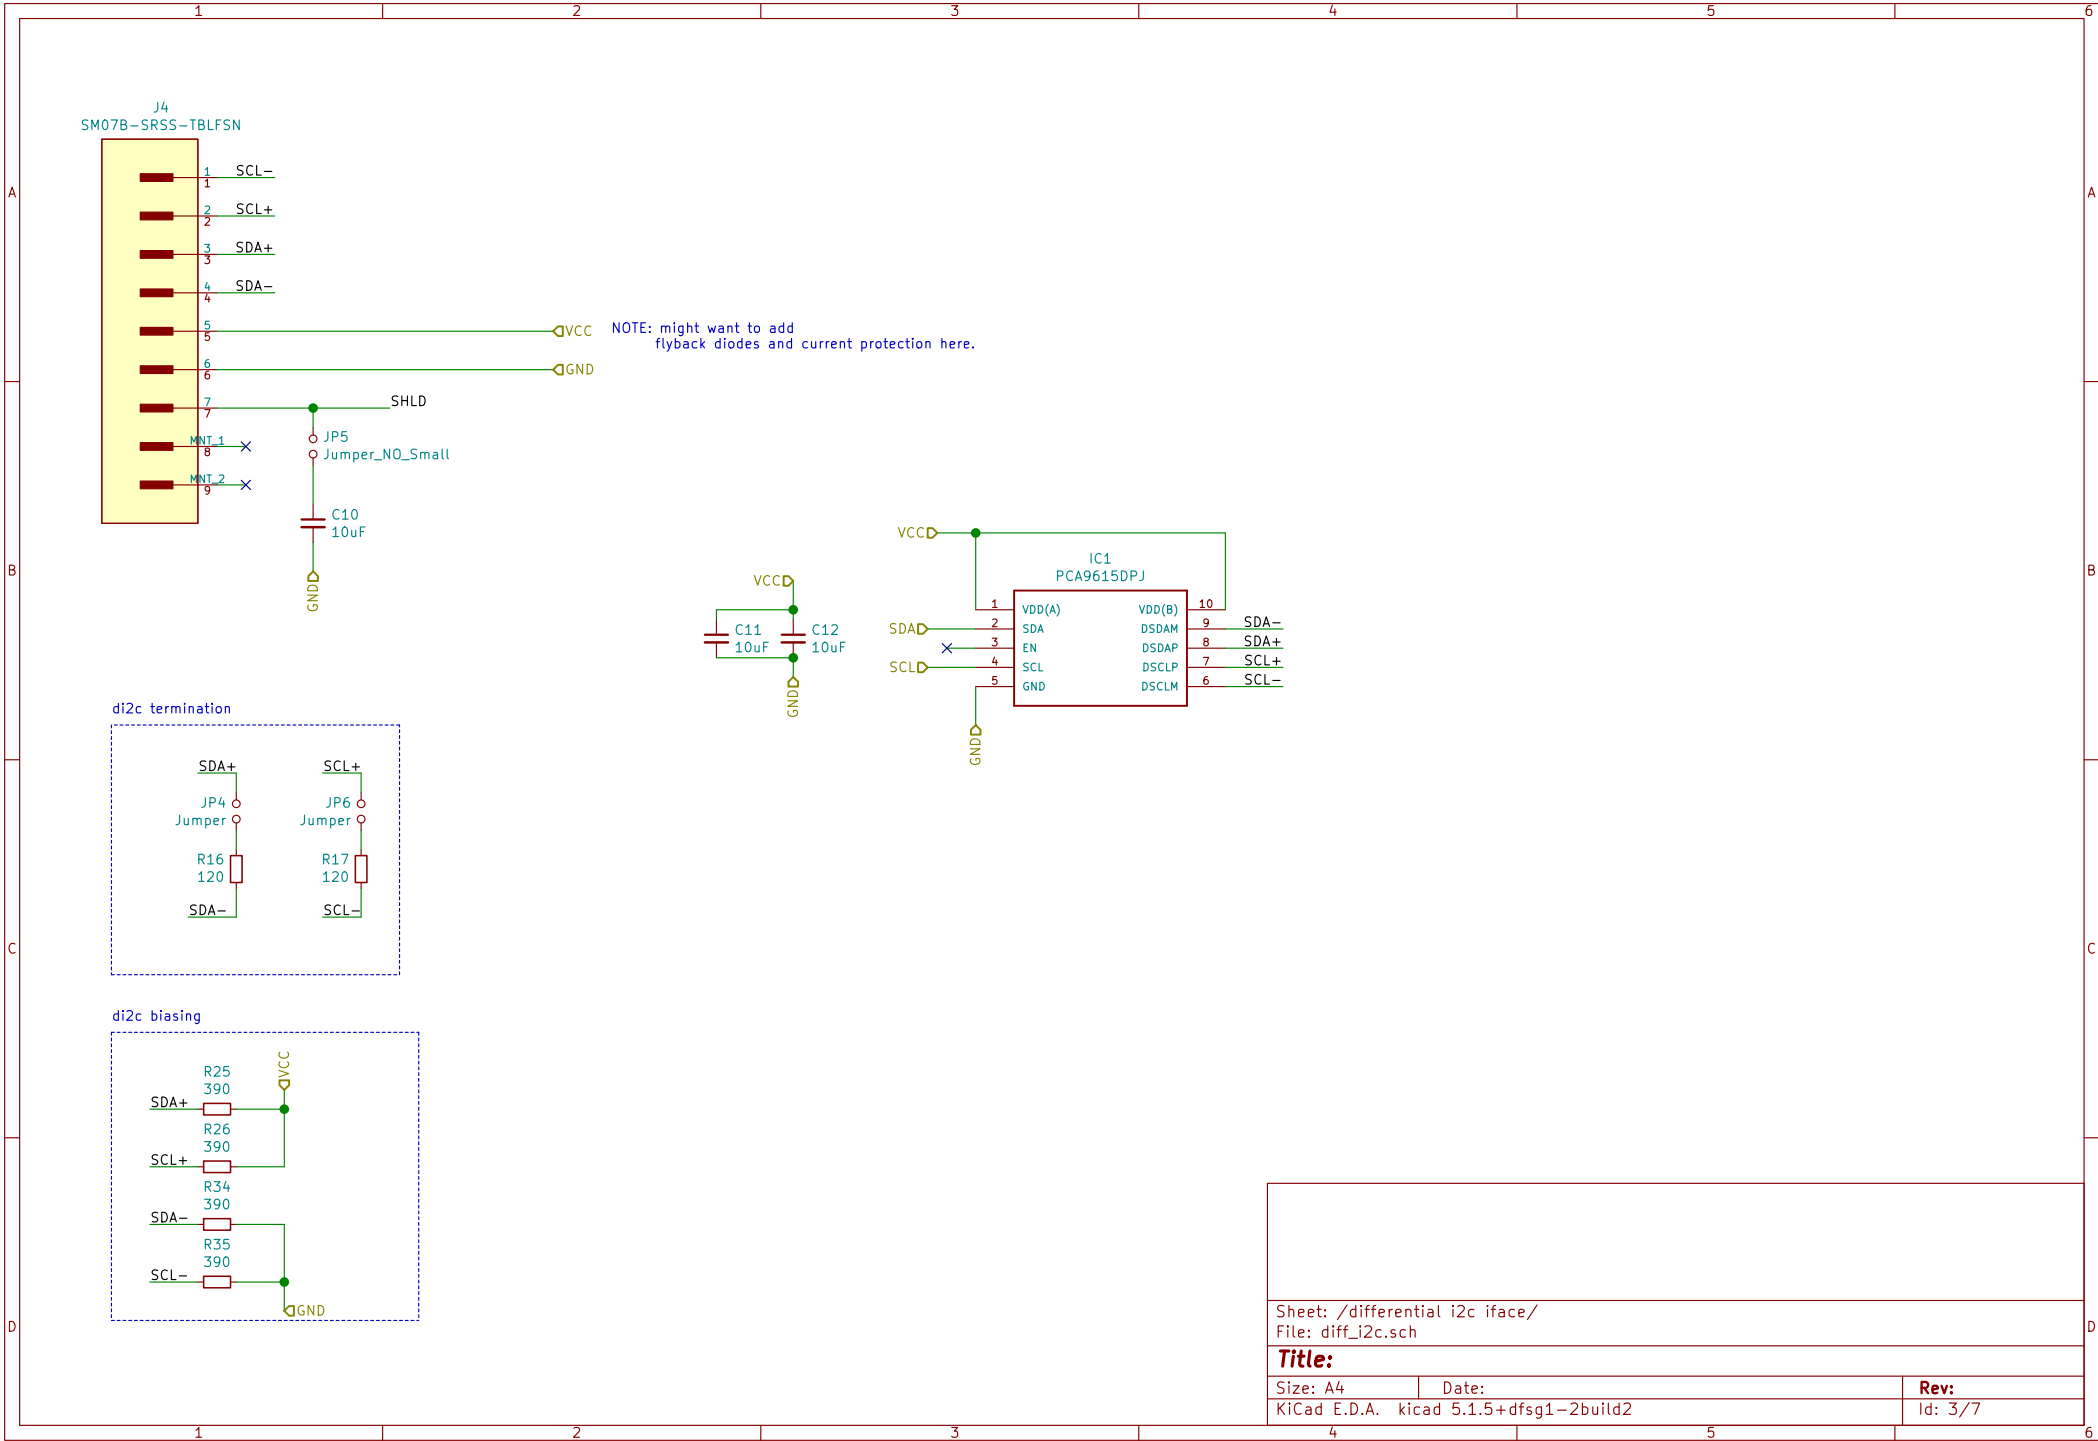 1 2 3 4 5 6
J4
SM07B-SRSS-TBLFSN
1 SCL-
1
2 SCL+
2
3 SDA+
3
A A
4 SDA-
4
5 VCC NOTE: might want to add
5 flyback diodes and current protection here.
6 GND
6
7 SHLD
7
JP5
Jumper_NO_Small
MNT_1
8
MNT_2
9
C10
10uF
GND
B B
VCC
IC1
PCA9615DPJ
VCC
C11 C12
10uF 10uF
GND
1 VDD(A) VDD(B) 10
SDA 2 SDA DSDAM 9 SDA-
3 EN DSDAP 8 SDA+
SCL 4 SCL DSCLP 7 SCL+
5 GND DSCLM 6 SCL-
GND
di2c termination
SDA+ SCL+
JP4 JP6
Jumper Jumper
R16 R17
120 120
SDA- SCL-
C C
di2c biasing
VCC
R25
390
SDA+
R26
390
SCL+
R34
390
SDA-
R35
390
SCL-
GND
D D
Sheet: /differential i2c iface/
File: diff_i2c.sch
Title:
Size: A4 Date: Rev:
KiCad E.D.A. kicad 5.1.5+dfsg1-2build2 Id: 3/7
1 2 3 4 5 6